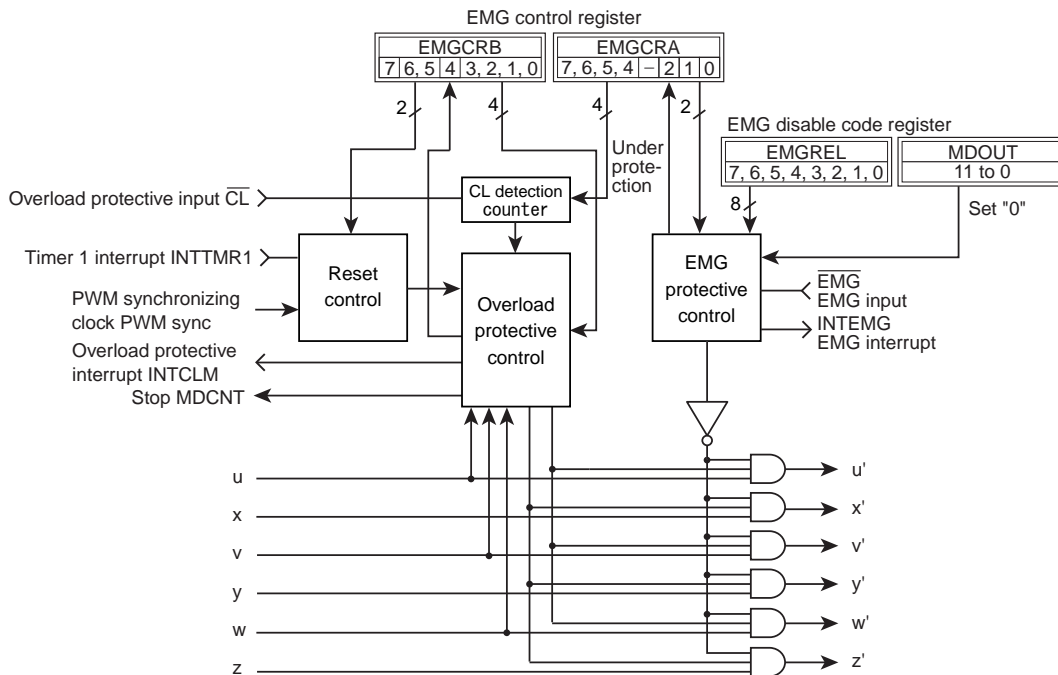 EMG control register
EMGCRB
7 6, 5 4 3, 2, 1, 0
EMGCRA
7, 6, 5, 4 – 2 1 0
2
4
4
2
EMG disable code register
EMGREL
7, 6, 5, 4, 3, 2, 1, 0
MDOUT
11 to 0
Under
prote-
ction
8
Set "0"
Overload protective input C̅L̅
CL detection
counter
Timer 1 interrupt INTTMR1
Reset
control
PWM synchronizing
clock PWM sync
Overload
protective
control
EMG
protective
control
E̅M̅G̅
EMG input
INTEMG
EMG interrupt
Overload protective
interrupt INTCLM
Stop MDCNT
u
u'
x
x'
v
v'
y
y'
w
w'
z
z'